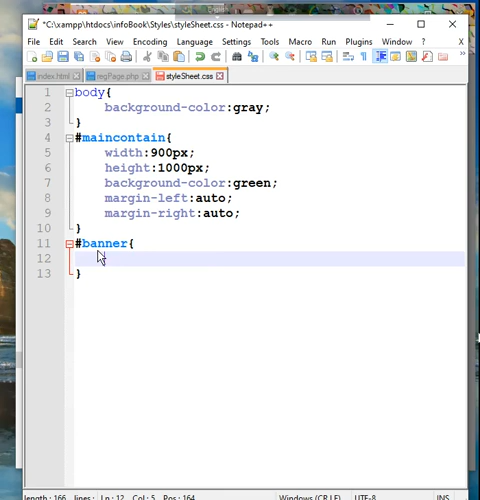 English
*C:\xampp\htdocs\infoBook\Styles\styleSheet.css - Notepad++
File Edit Search View Encoding Language Settings Tools Macro Run Plugins Window ? X
index.html regPage.php styleSheet.css
1 body{
2 background-color:gray;
3 }
4 #maincontain{
5 width:900px;
6 height:1000px;
7 background-color:green;
8 margin-left:auto;
9 margin-right:auto;
10 }
11 #banner{
12
13 }
length : 166 lines : Ln : 12 Col : 5 Pos : 164 Windows (CR LF) UTF-8 INS